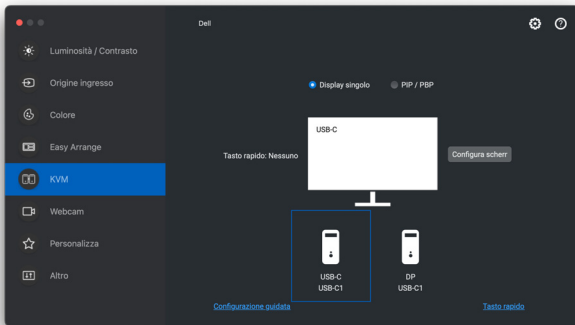 Dell
Luminosità / Contrasto
Origine ingresso
Colore
Easy Arrange
KVM
Webcam
Personalizza
Altro
Display singolo
PIP / PBP
USB-C
Tasto rapido: Nessuno
Configura scherr
USB-C
USB-C1
DP
USB-C1
Configurazione guidata
Tasto rapido